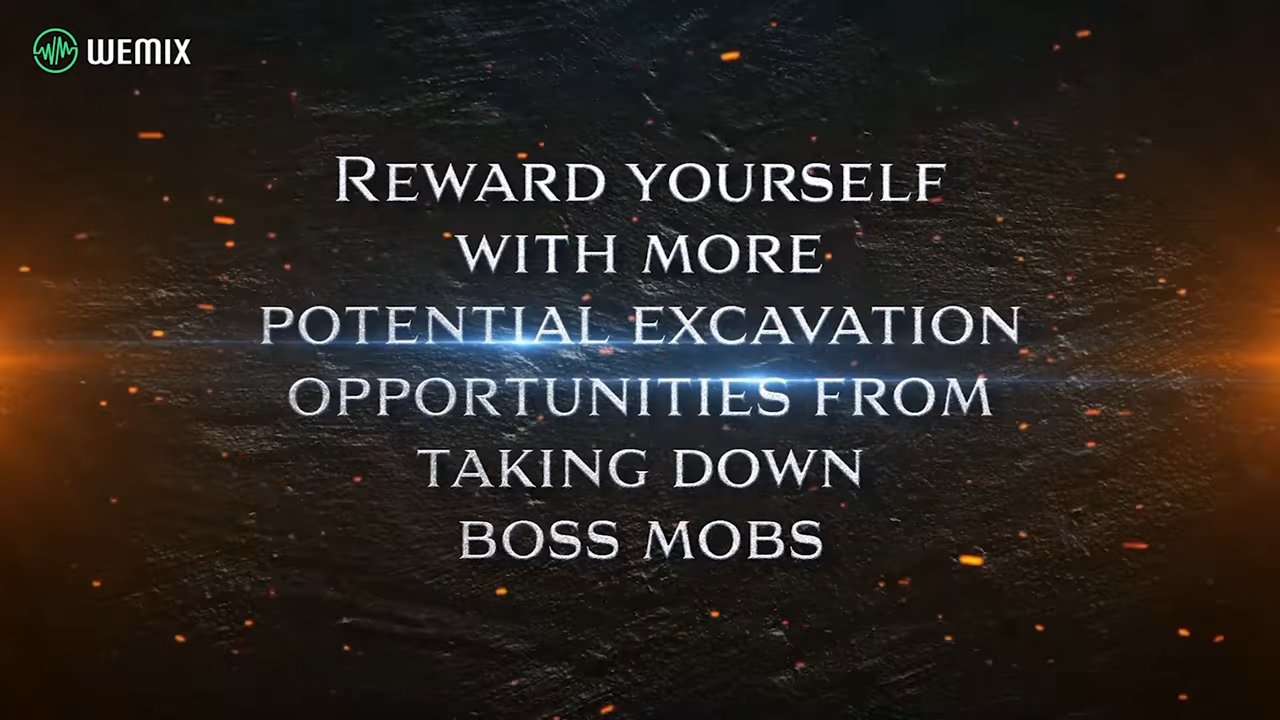 WEMIX
REWARD YOURSELF
WITH MORE
POTENTIAL EXCAVATION
OPPORTUNITIES FROM
TAKING DOWN
BOSS MOBS